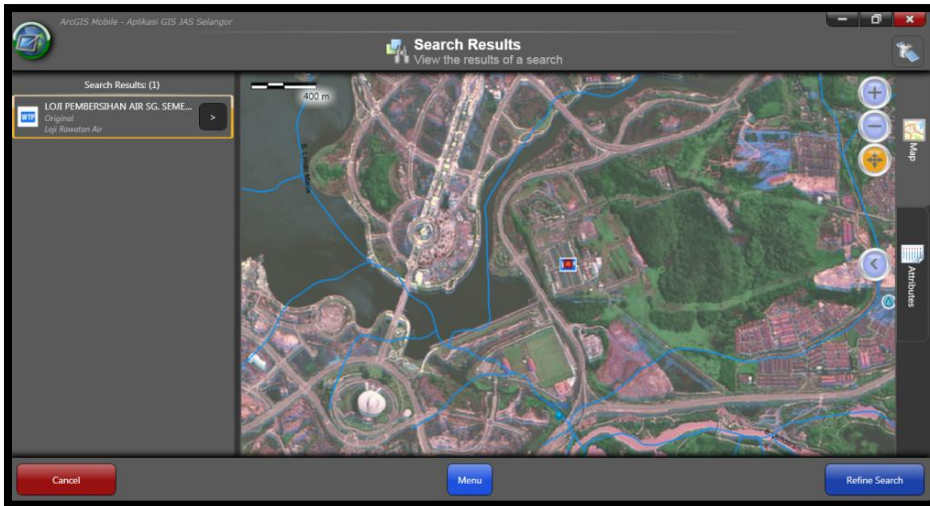 ArcGIS Mobile - Aplikasi GIS JAS Selangor
Search Results
View the results of a search
Search Results: (1)
WTP
LOJI PEMBERSIHAN AIR SG. SEME...
Original
Loji Rawatan Air
>
400 m
Map
Attributes
Cancel
Menu
Refine Search